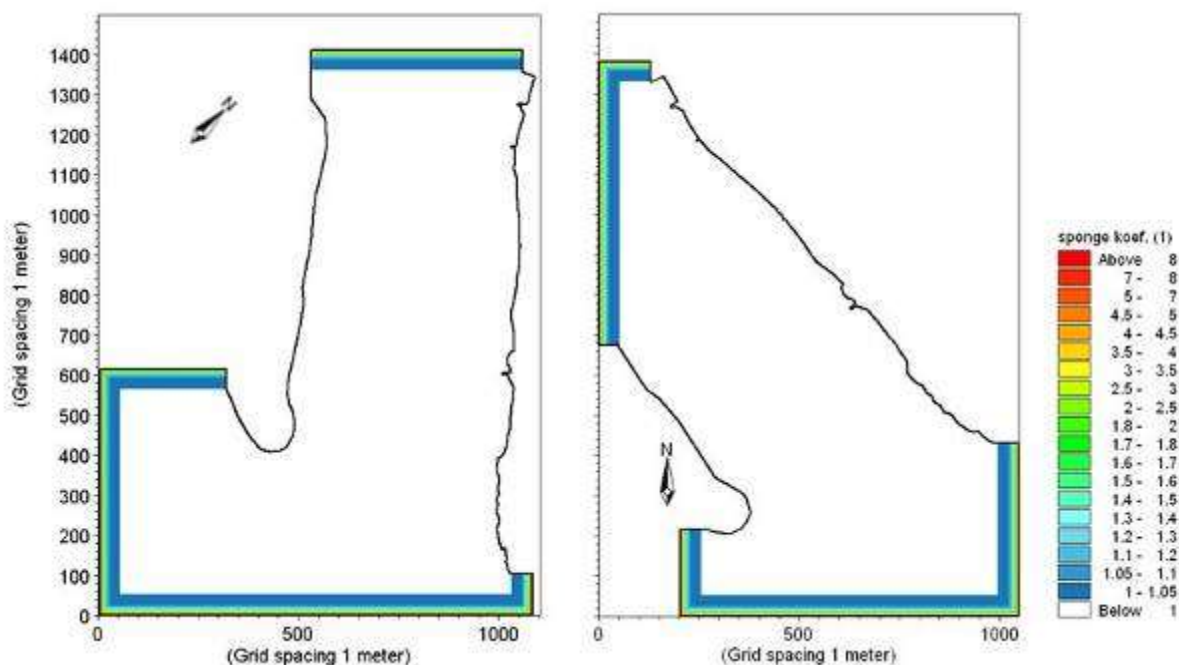 1400
1300
1200
1100
1000
900
800
700
600
500
400
300
200
100
0
(Grid spacing 1 meter)
N
0 500 1000
(Grid spacing 1 meter)
N
0 500 1000
(Grid spacing 1 meter)
sponge koef. (1)
Above 8
7 - 8
5 - 7
4.5 - 5
4 - 4.5
3.5 - 4
3 - 3.5
2.5 - 3
2 - 2.5
1.8 - 2
1.7 - 1.8
1.6 - 1.7
1.5 - 1.6
1.4 - 1.5
1.3 - 1.4
1.2 - 1.3
1.1 - 1.2
1.05 - 1.1
1 - 1.05
Below 1